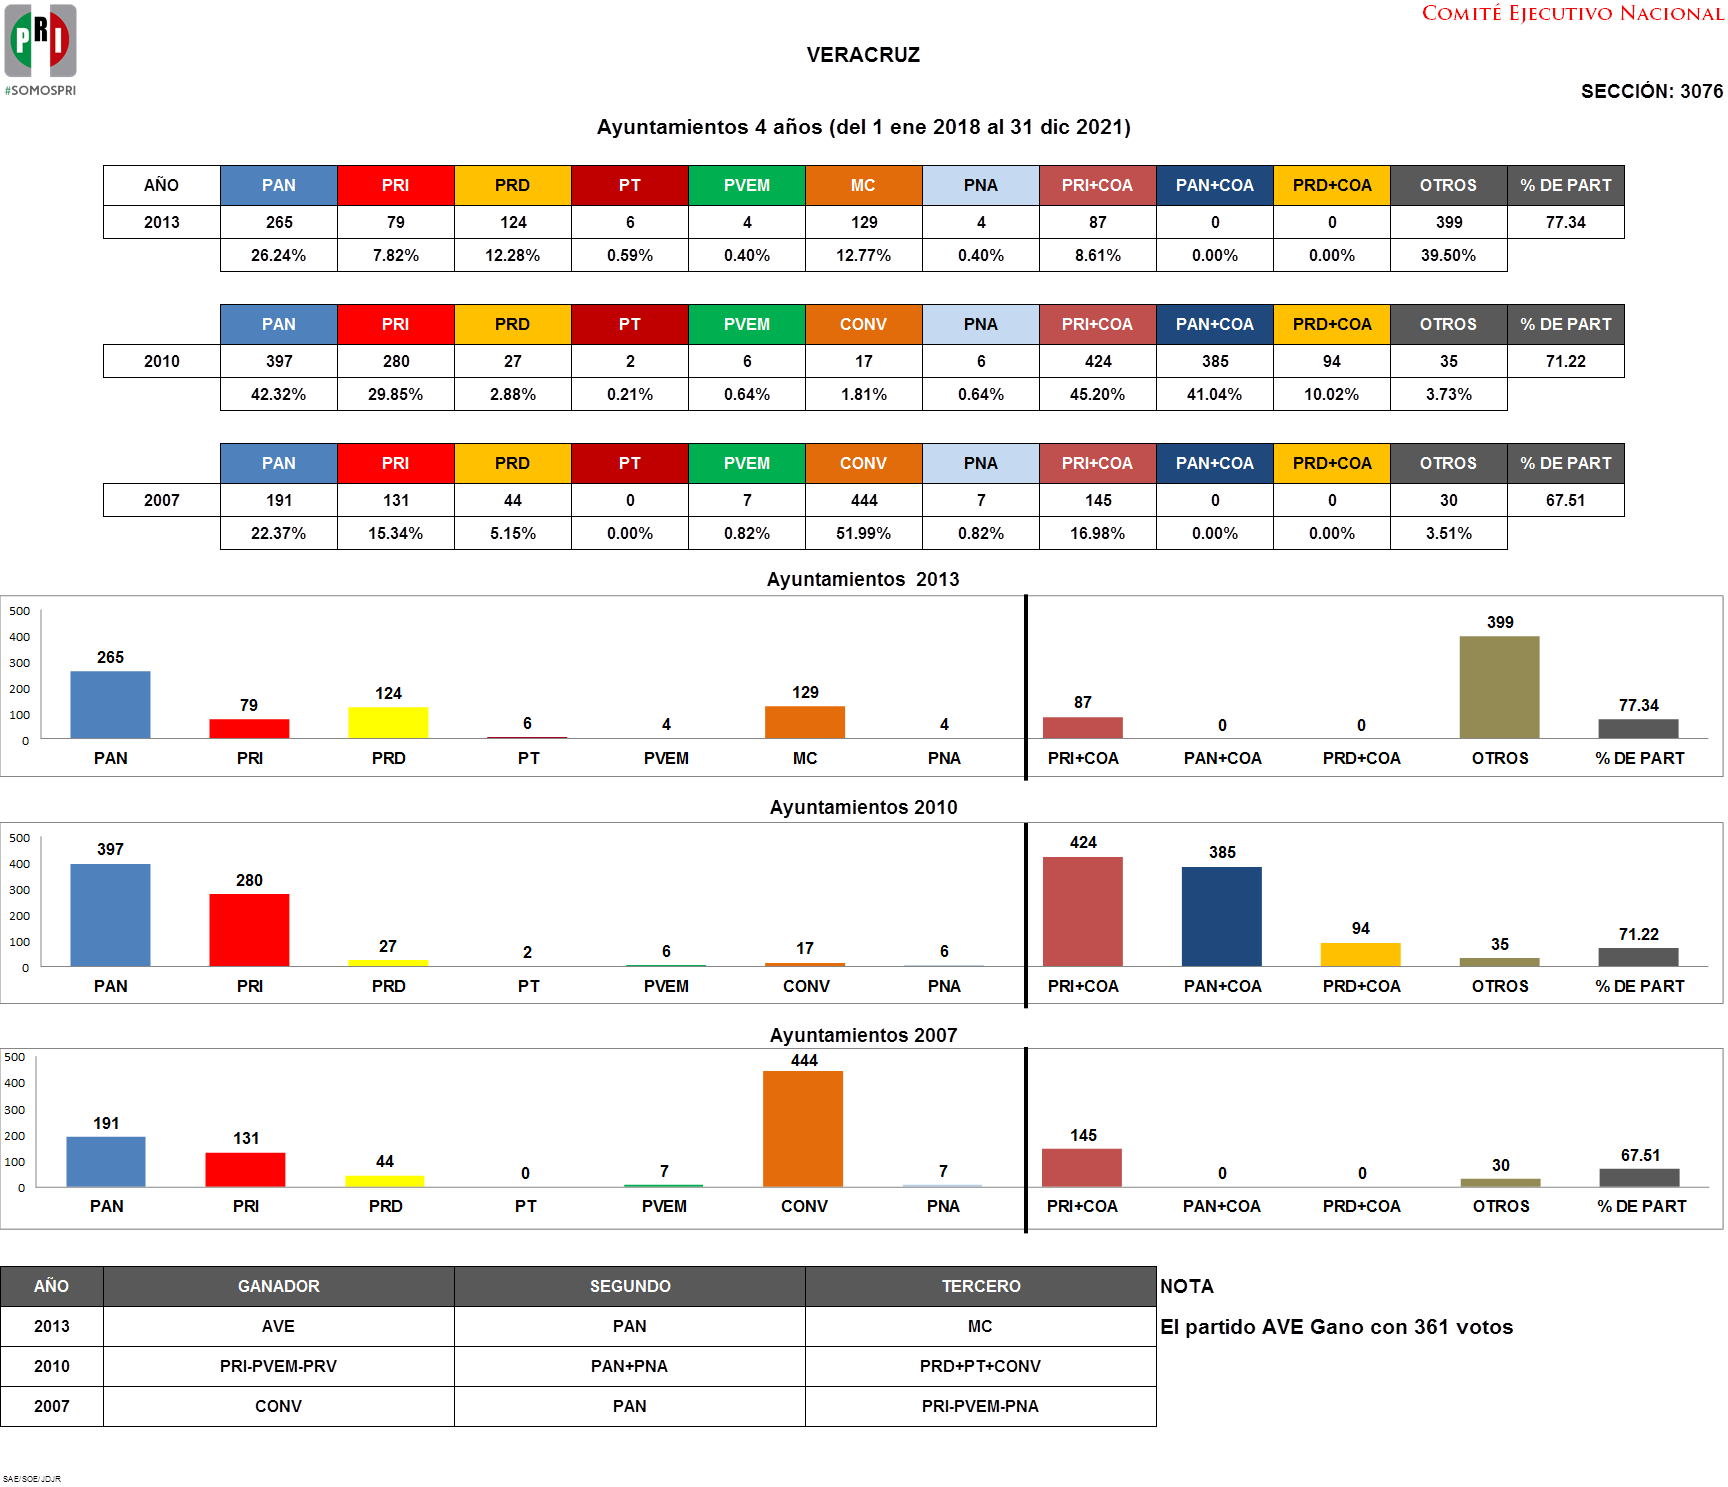 PRI
#SOMOSPRI
COMITÉ EJECUTIVO NACIONAL
VERACRUZ
SECCIÓN: 3076
Ayuntamientos 4 años (del 1 ene 2018 al 31 dic 2021)
AÑO PAN PRI PRD PT PVEM MC PNA PRI+COA PAN+COA PRD+COA OTROS % DE PART
2013 265 79 124 6 4 129 4 87 0 0 399 77.34
26.24% 7.82% 12.28% 0.59% 0.40% 12.77% 0.40% 8.61% 0.00% 0.00% 39.50%
PAN PRI PRD PT PVEM CONV PNA PRI+COA PAN+COA PRD+COA OTROS % DE PART
2010 397 280 27 2 6 17 6 424 385 94 35 71.22
42.32% 29.85% 2.88% 0.21% 0.64% 1.81% 0.64% 45.20% 41.04% 10.02% 3.73%
PAN PRI PRD PT PVEM CONV PNA PRI+COA PAN+COA PRD+COA OTROS % DE PART
2007 191 131 44 0 7 444 7 145 0 0 30 67.51
22.37% 15.34% 5.15% 0.00% 0.82% 51.99% 0.82% 16.98% 0.00% 0.00% 3.51%
Ayuntamientos 2013
500
400
300
200
100
0
265 79 124 6 4 129 4 87 0 0 399 77.34
PAN PRI PRD PT PVEM MC PNA PRI+COA PAN+COA PRD+COA OTROS % DE PART
Ayuntamientos 2010
500
400
300
200
100
0
397 280 27 2 6 17 6 424 385 94 35 71.22
PAN PRI PRD PT PVEM CONV PNA PRI+COA PAN+COA PRD+COA OTROS % DE PART
Ayuntamientos 2007
500
400
300
200
100
0
191 131 44 0 7 444 7 145 0 0 30 67.51
PAN PRI PRD PT PVEM CONV PNA PRI+COA PAN+COA PRD+COA OTROS % DE PART
AÑO GANADOR SEGUNDO TERCERO NOTA
2013 AVE PAN MC El partido AVE Gano con 361 votos
2010 PRI-PVEM-PRV PAN+PNA PRD+PT+CONV
2007 CONV PAN PRI-PVEM-PNA
SAE/SOE/JDJR